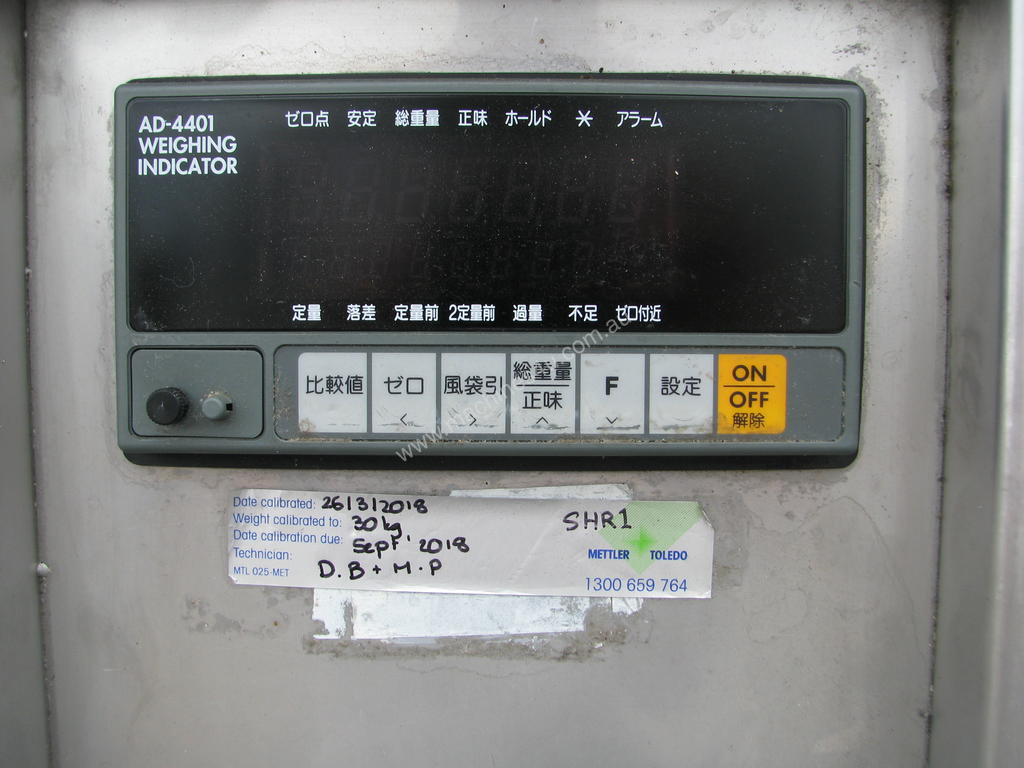 AD-4401
WEIGHING
INDICATOR
ゼロ点 安定 総重量 正味 ホールド ＊ アラーム
定量 落差 定量前 2定量前 過量 不足 ゼロ付近
比較値 ゼロ 風袋引 総重量 F 設定 ON
正味 OFF
< > ^ ˅ 解除
Date calibrated: 26/3/2018
Weight calibrated to: 30kg
Date calibration due: Sept' 2018
Technician: D.B + M.P
MTL 025-MET
SHR1
METTLER TOLEDO
1300 659 764